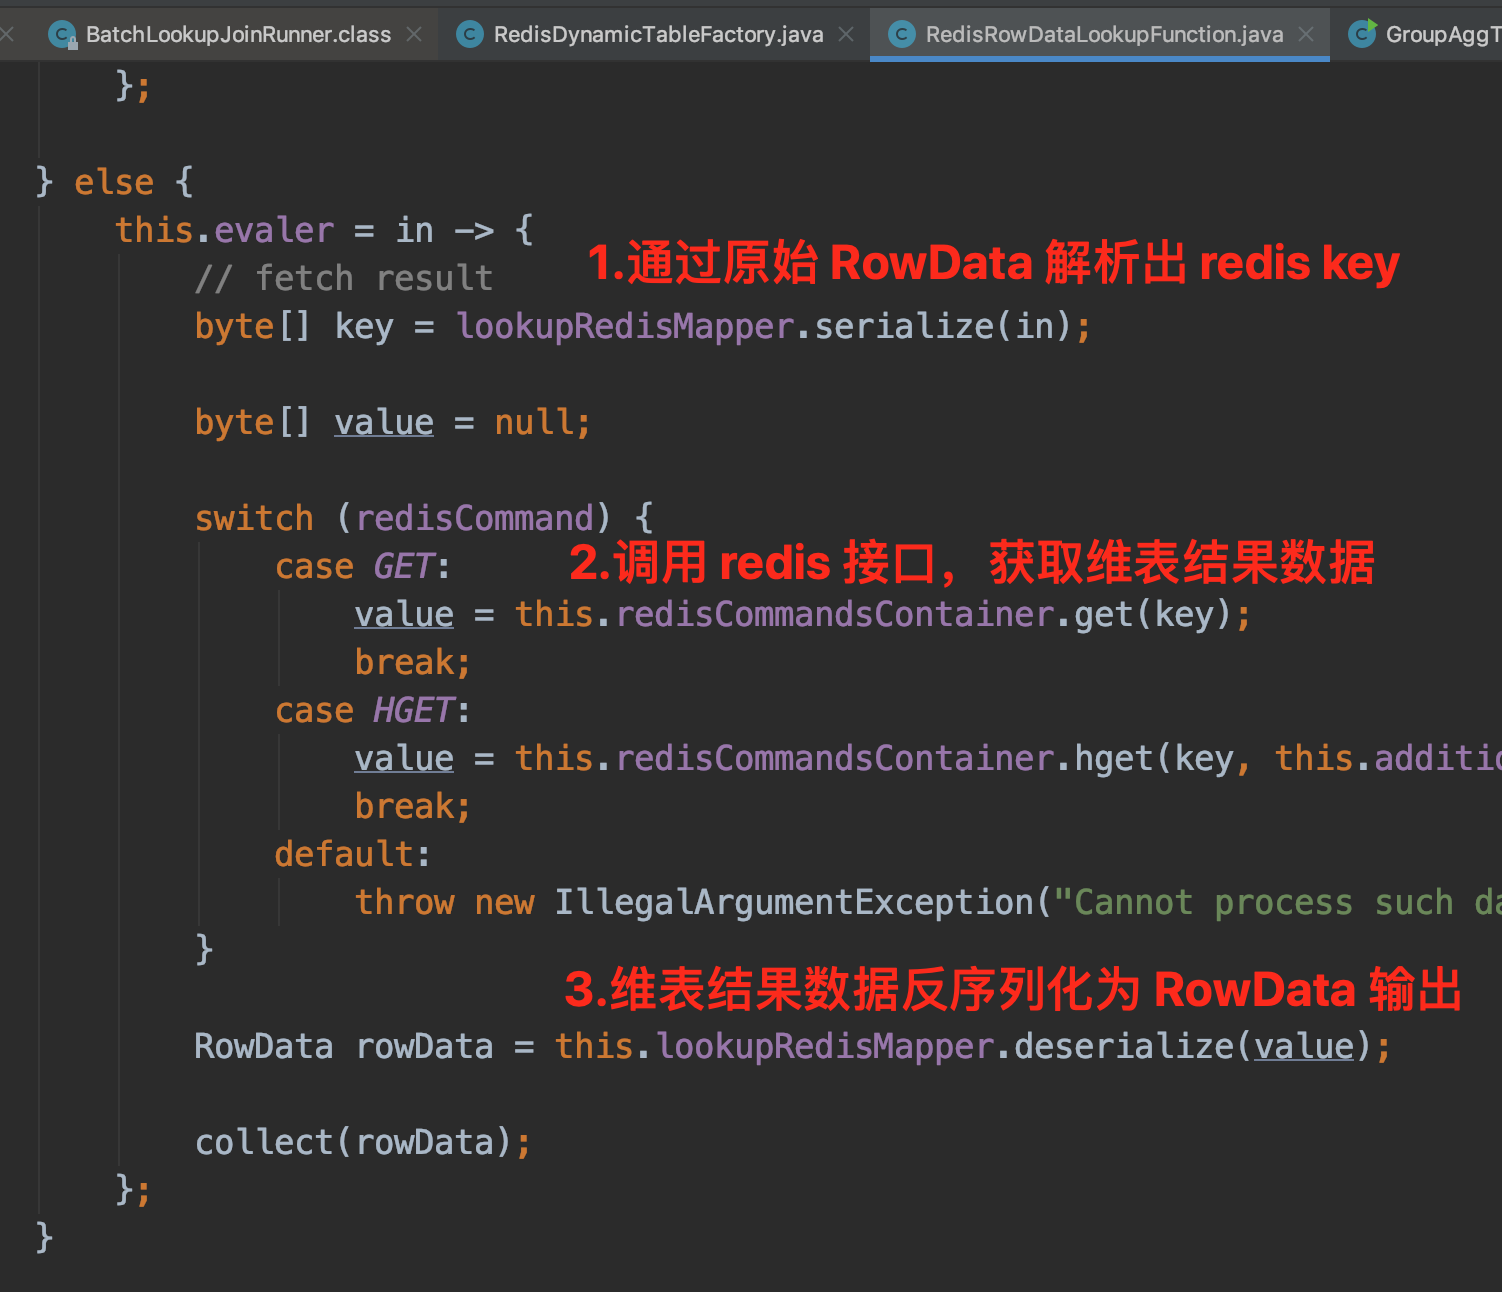 BatchLookupJoinRunner.class
RedisDynamicTableFactory.java
RedisRowDataLookupFunction.java
GroupAggT
};
} else {
this.evaler = in -> {
1.通过原始 RowData 解析出 redis key
// fetch result
byte[] key = lookupRedisMapper.serialize(in);
byte[] value = null;
switch (redisCommand) {
2.调用 redis 接口，获取维表结果数据
case GET:
value = this.redisCommandsContainer.get(key);
break;
case HGET:
value = this.redisCommandsContainer.hget(key, this.additio
break;
default:
throw new IllegalArgumentException("Cannot process such da
}
3.维表结果数据反序列化为 RowData 输出
RowData rowData = this.lookupRedisMapper.deserialize(value);
collect(rowData);
};
}